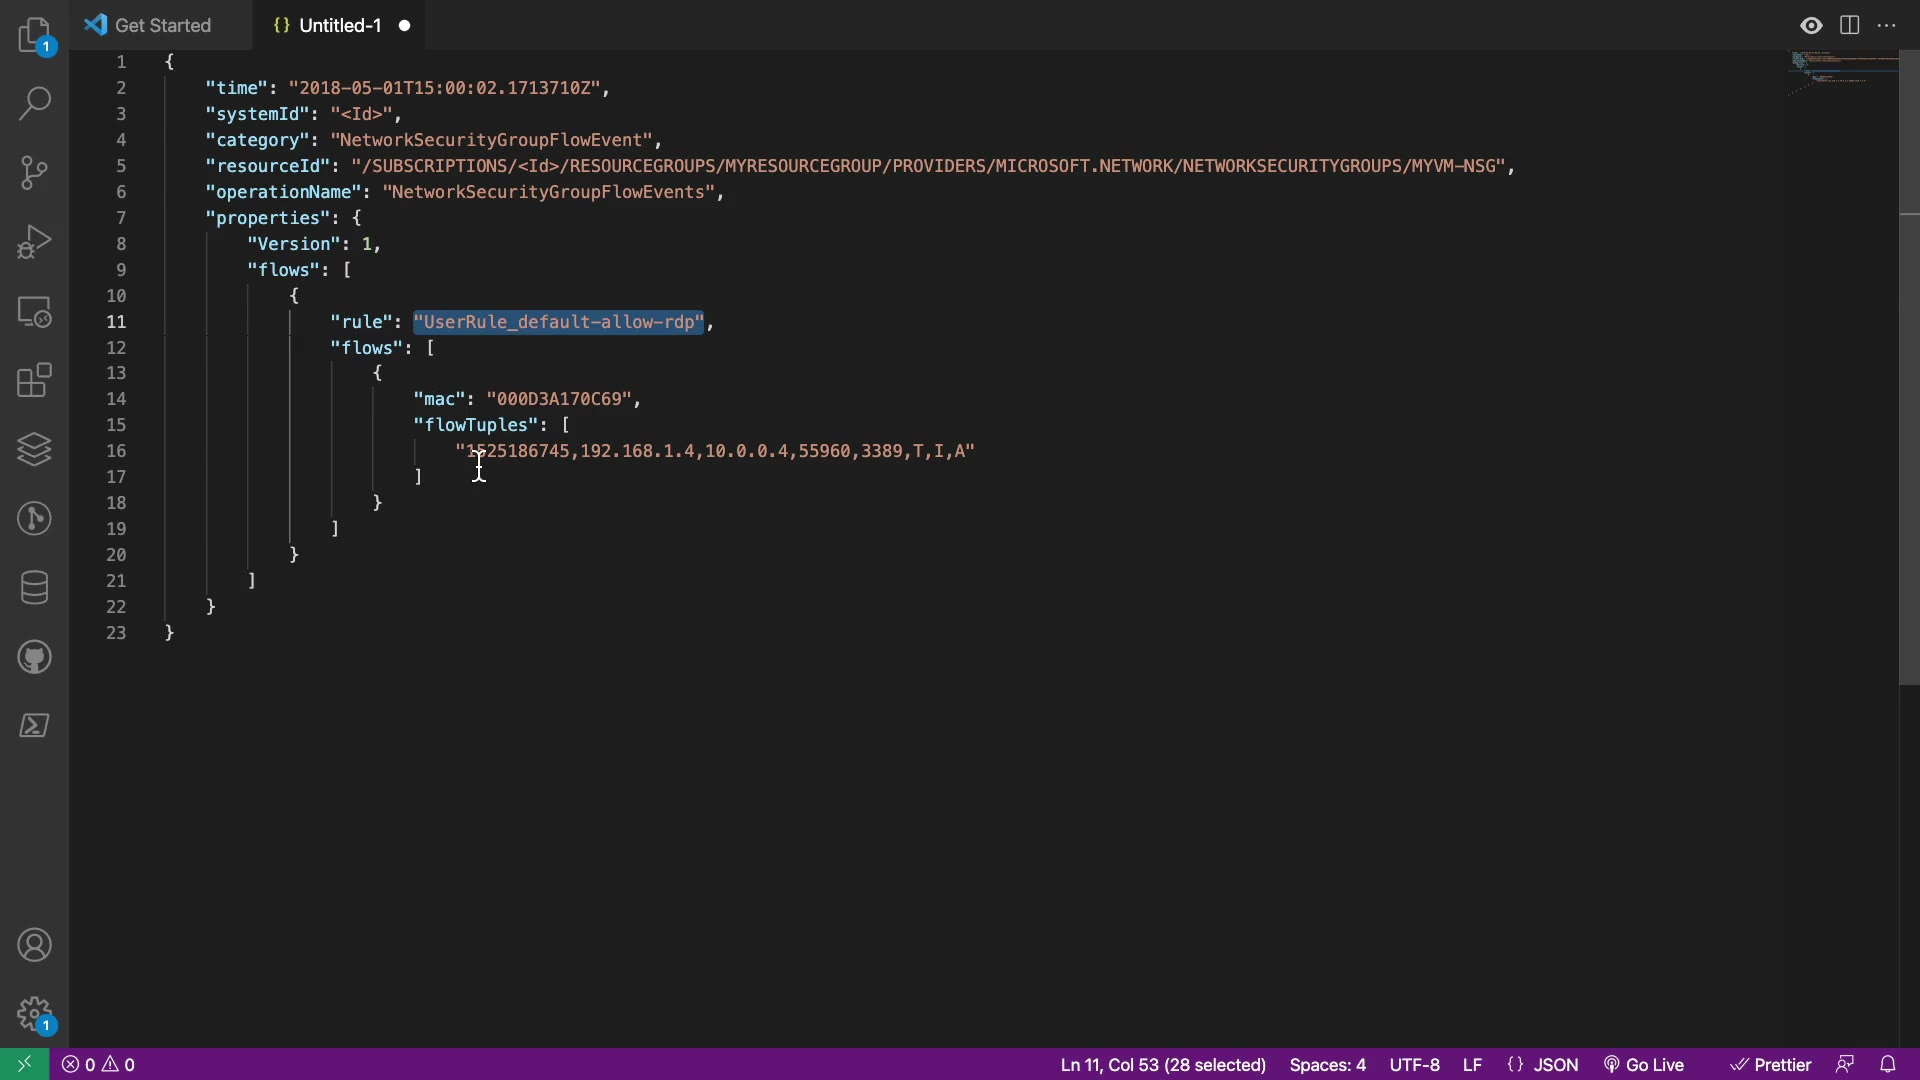 1
Get Started
{} Untitled-1
1 {
2 "time": "2018-05-01T15:00:02.1713710Z",
3 "systemId": "<Id>",
4 "category": "NetworkSecurityGroupFlowEvent",
5 "resourceId": "/SUBSCRIPTIONS/<Id>/RESOURCEGROUPS/MYRESOURCEGROUP/PROVIDERS/MICROSOFT.NETWORK/NETWORKSECURITYGROUPS/MYVM-NSG",
6 "operationName": "NetworkSecurityGroupFlowEvents",
7 "properties": {
8 "Version": 1,
9 "flows": [
10 {
11 "rule": "UserRule_default-allow-rdp",
12 "flows": [
13 {
14 "mac": "000D3A170C69",
15 "flowTuples": [
16 "1525186745,192.168.1.4,10.0.0.4,55960,3389,T,I,A"
17 ]
18 }
19 ]
20 }
21 ]
22 }
23 }
1
0 0
Ln 11, Col 53 (28 selected) Spaces: 4 UTF-8 LF {} JSON Go Live Prettier